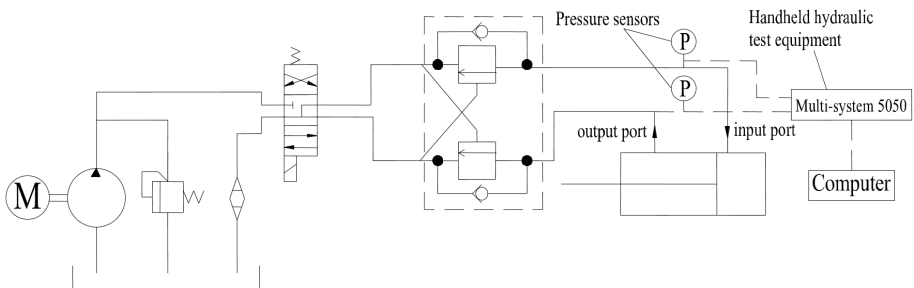 Pressure sensors
Handheld hydraulic
test equipment
P
P
Multi-system 5050
output port
input port
Computer
M